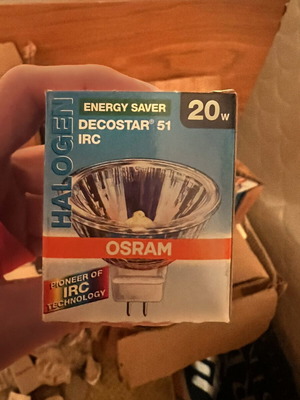 HALOGEN
ENERGY SAVER
20W
DECOSTAR® 51
IRC
OSRAM
PIONEER OF
IRC
TECHNOLOGY